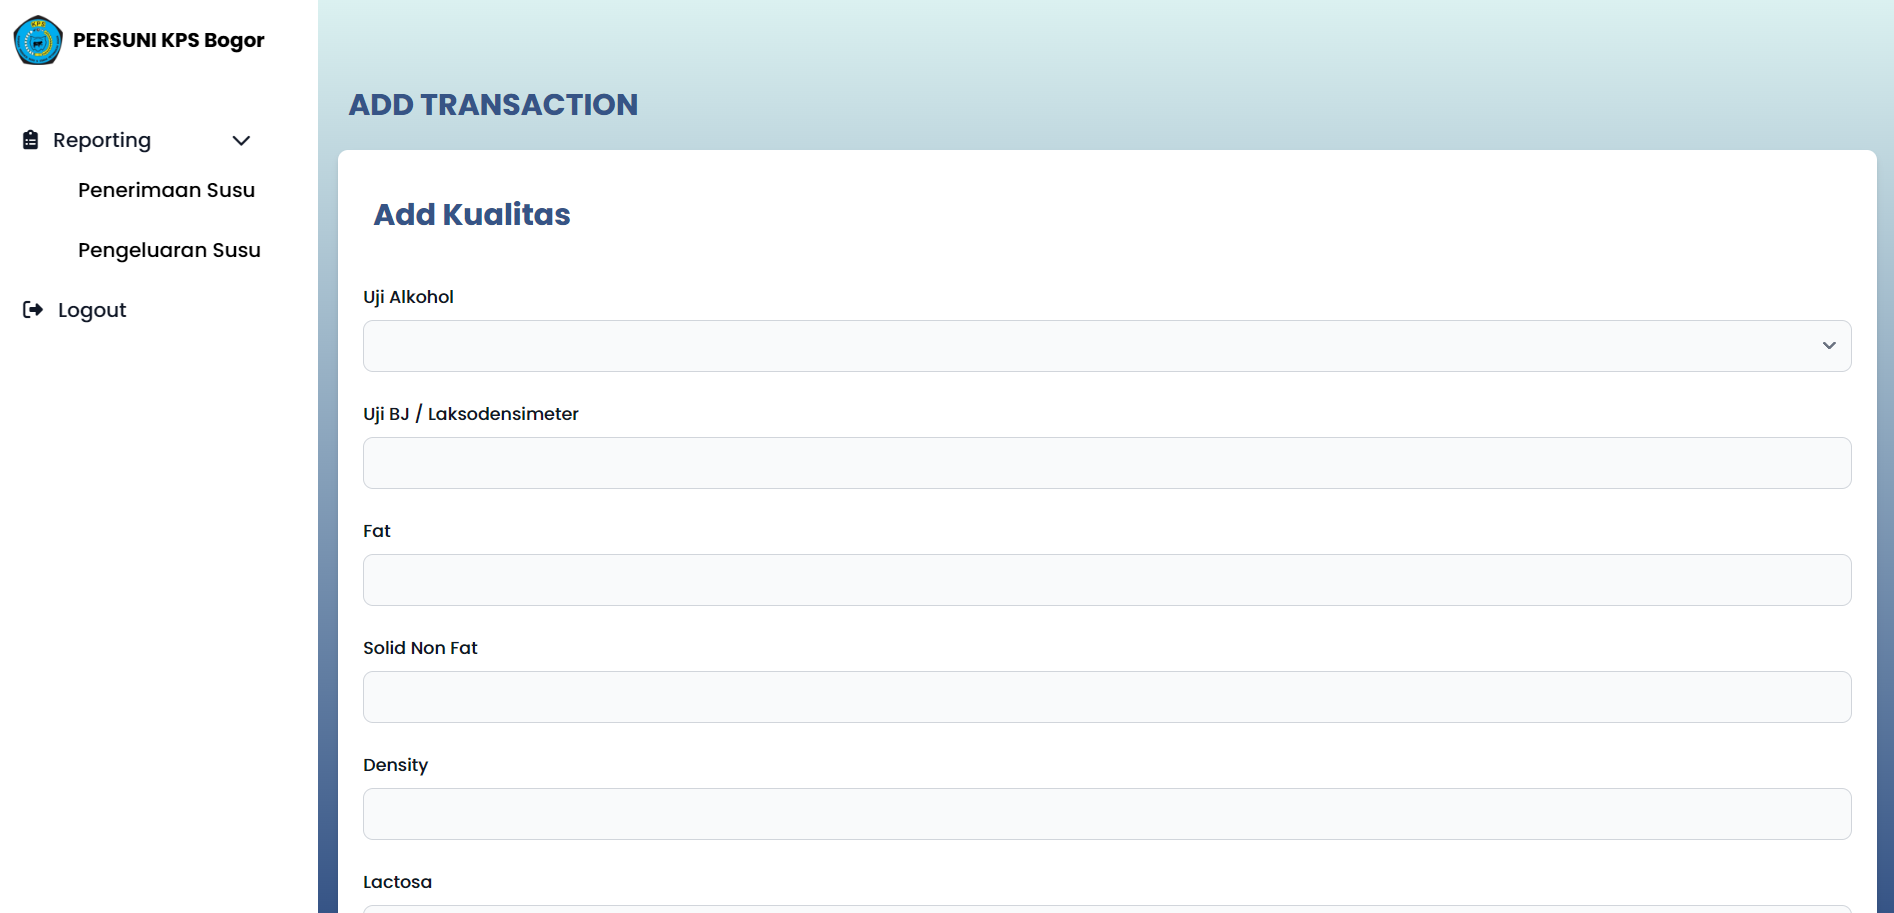 KPS
PERSUNI KPS Bogor
Reporting
Penerimaan Susu
Pengeluaran Susu
Logout
ADD TRANSACTION
Add Kualitas
Uji Alkohol
Uji BJ / Laksodensimeter
Fat
Solid Non Fat
Density
Lactosa